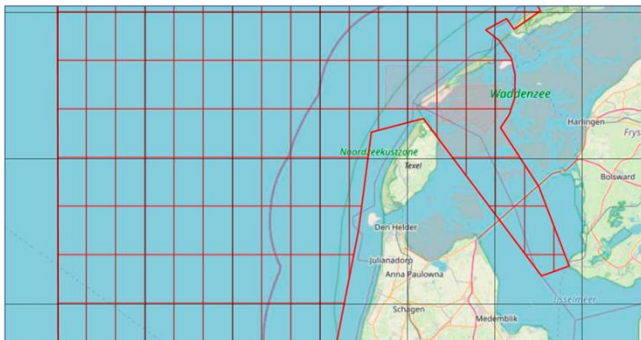 Waddenzee
Harlingen
Frys
Noordzeekustzone
Texel
Bolsward
Den Helder
Julianadorp
Anna Paulowna
IJsselmeer
Schagen
Medemblik